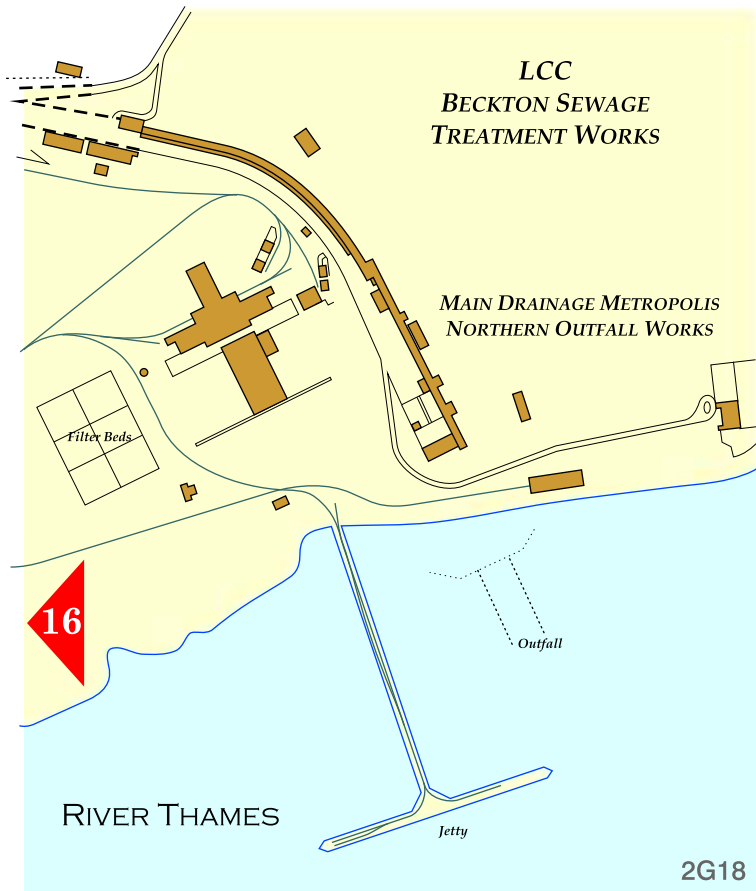 LCC
Beckton Sewage
Treatment Works
Main Drainage Metropolis
Northern Outfall Works
Filter Beds
16
Outfall
River Thames
Jetty
2G18